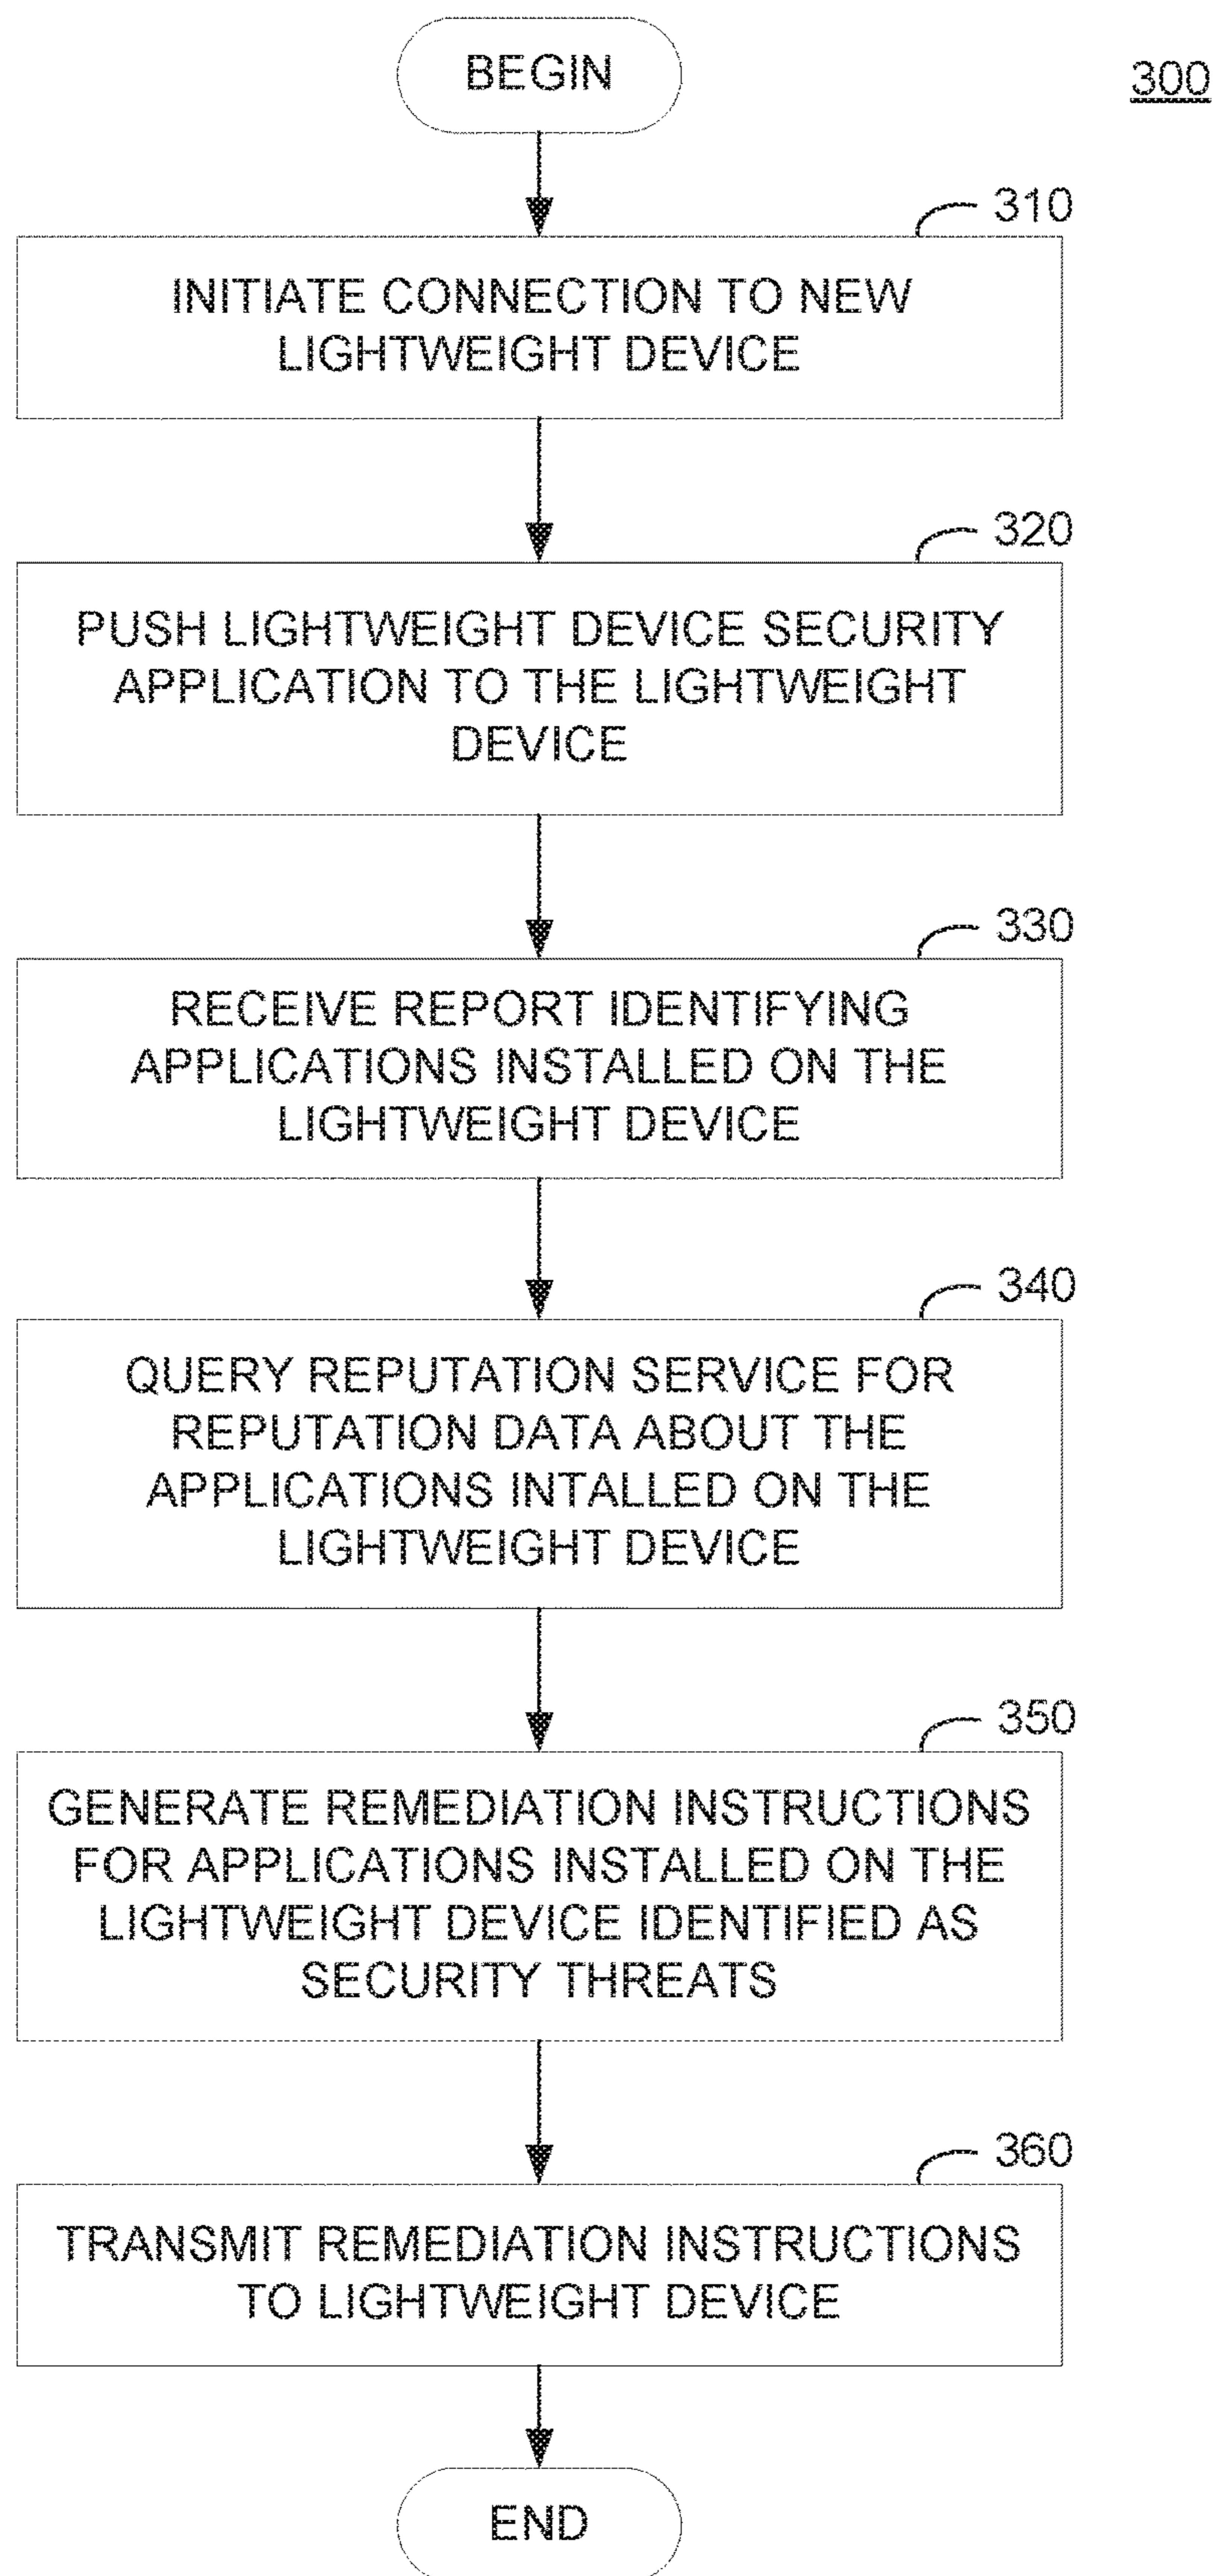 BEGIN
300
310
INITIATE CONNECTION TO NEW
LIGHTWEIGHT DEVICE
320
PUSH LIGHTWEIGHT DEVICE SECURITY
APPLICATION TO THE LIGHTWEIGHT
DEVICE
330
RECEIVE REPORT IDENTIFYING
APPLICATIONS INSTALLED ON THE
LIGHTWEIGHT DEVICE
340
QUERY REPUTATION SERVICE FOR
REPUTATION DATA ABOUT THE
APPLICATIONS INTALLED ON THE
LIGHTWEIGHT DEVICE
350
GENERATE REMEDIATION INSTRUCTIONS
FOR APPLICATIONS INSTALLED ON THE
LIGHTWEIGHT DEVICE IDENTIFIED AS
SECURITY THREATS
360
TRANSMIT REMEDIATION INSTRUCTIONS
TO LIGHTWEIGHT DEVICE
END